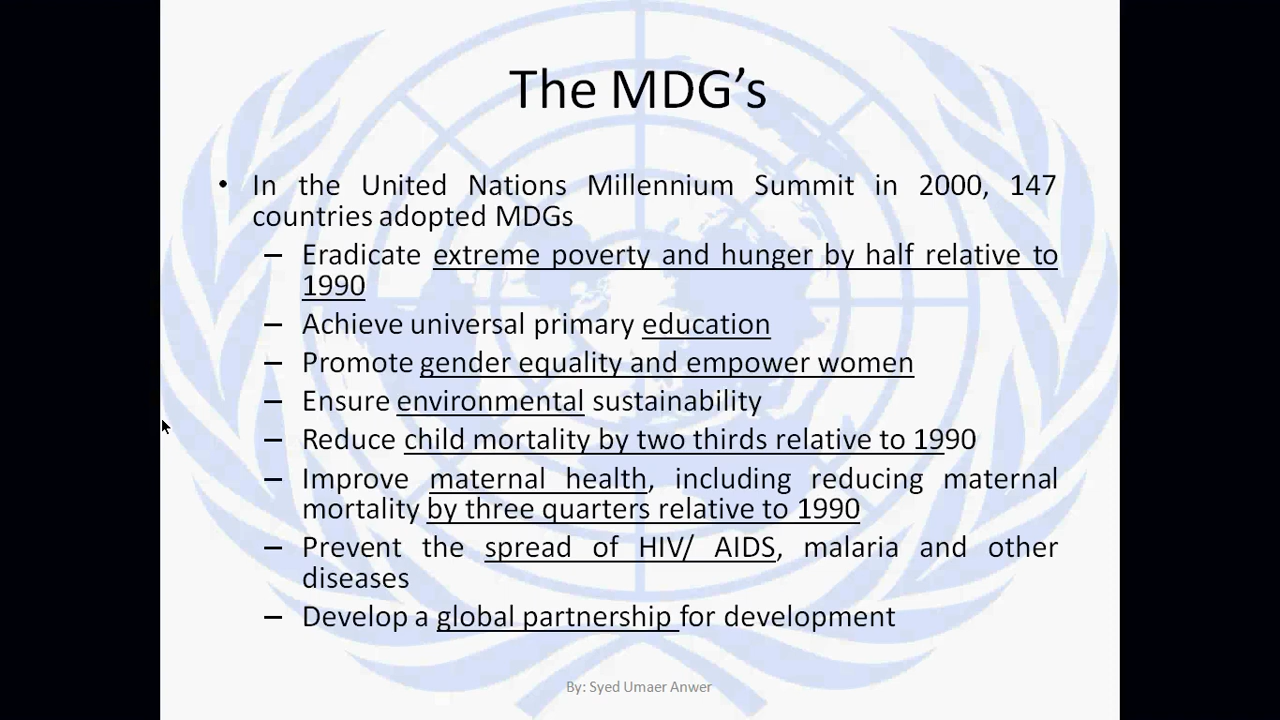 The MDG’s
• In the United Nations Millennium Summit in 2000, 147
countries adopted MDGs
– Eradicate extreme poverty and hunger by half relative to
1990
– Achieve universal primary education
– Promote gender equality and empower women
– Ensure environmental sustainability
– Reduce child mortality by two thirds relative to 1990
– Improve maternal health, including reducing maternal
mortality by three quarters relative to 1990
– Prevent the spread of HIV/ AIDS, malaria and other
diseases
– Develop a global partnership for development
By: Syed Umaer Anwer